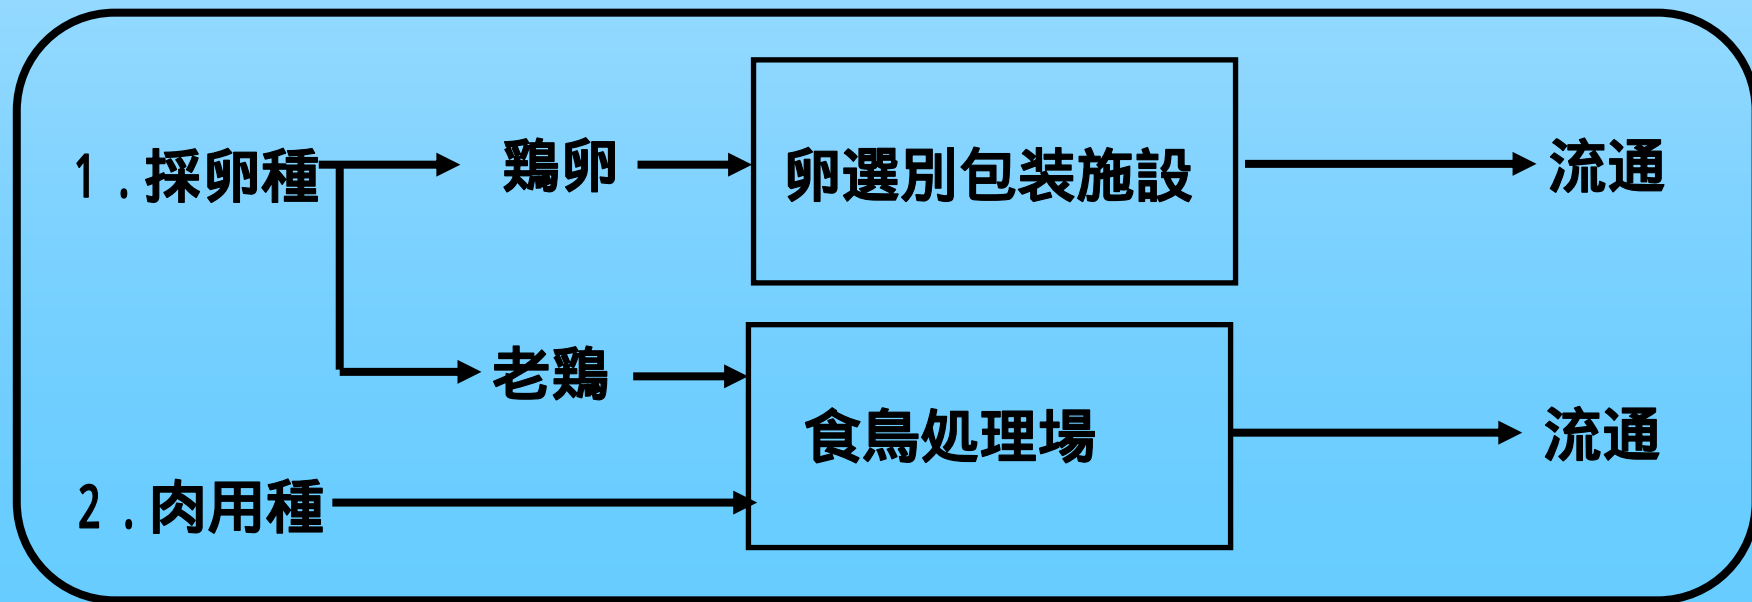 １．採卵種
鶏卵
卵選別包装施設
流通
老鶏
食鳥処理場
流通
２．肉用種